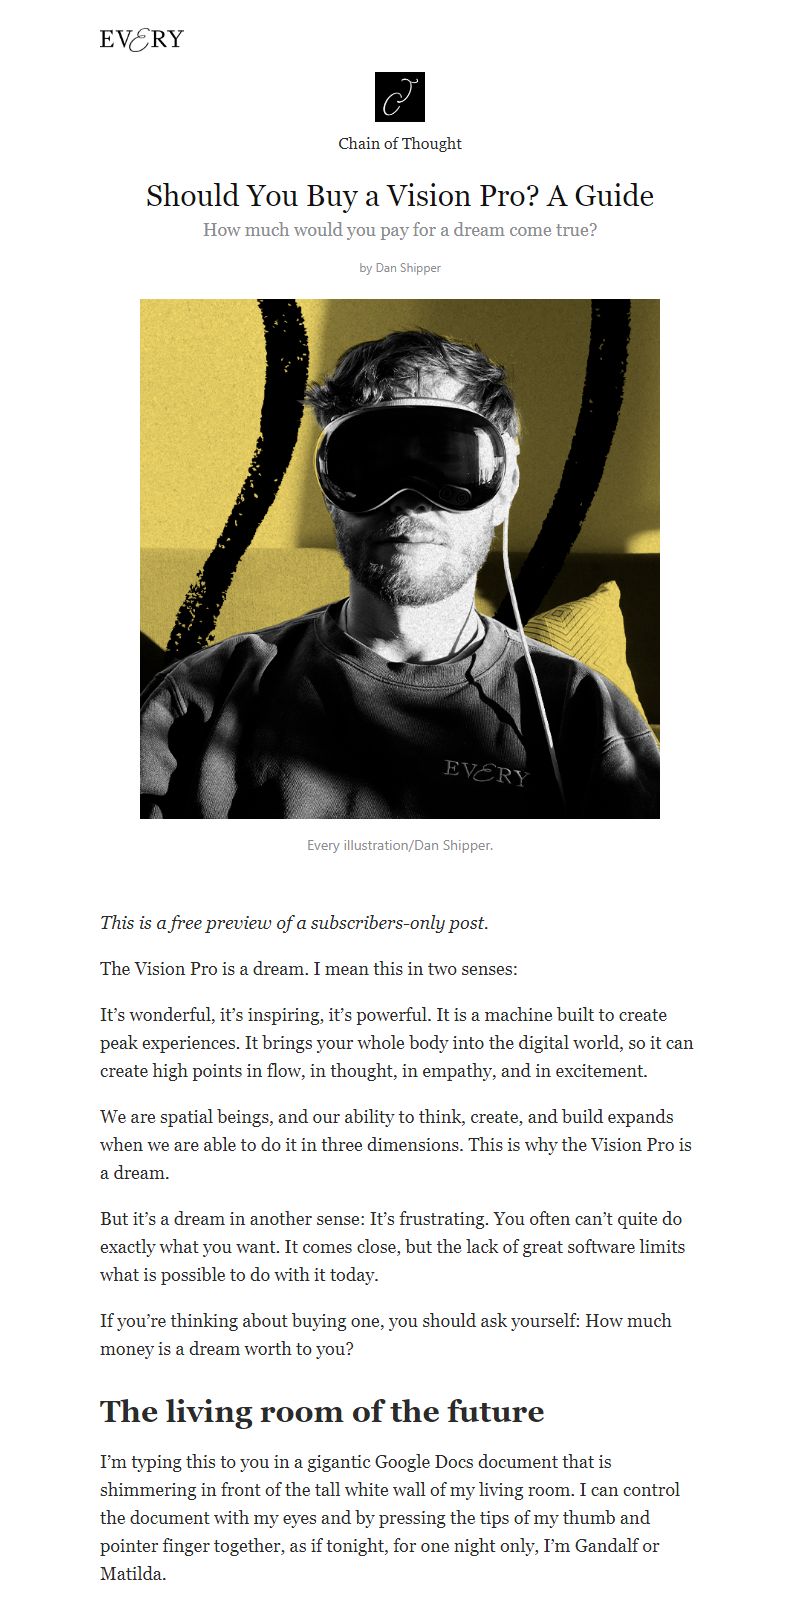 EVERY
Chain of Thought
Should You Buy a Vision Pro? A Guide
How much would you pay for a dream come true?
by Dan Shipper
EVERY
Every illustration/Dan Shipper.
This is a free preview of a subscribers-only post.
The Vision Pro is a dream. I mean this in two senses:
It’s wonderful, it’s inspiring, it’s powerful. It is a machine built to create
peak experiences. It brings your whole body into the digital world, so it can
create high points in flow, in thought, in empathy, and in excitement.
We are spatial beings, and our ability to think, create, and build expands
when we are able to do it in three dimensions. This is why the Vision Pro is
a dream.
But it’s a dream in another sense: It’s frustrating. You often can’t quite do
exactly what you want. It comes close, but the lack of great software limits
what is possible to do with it today.
If you’re thinking about buying one, you should ask yourself: How much
money is a dream worth to you?
The living room of the future
I’m typing this to you in a gigantic Google Docs document that is
shimmering in front of the tall white wall of my living room. I can control
the document with my eyes and by pressing the tips of my thumb and
pointer finger together, as if tonight, for one night only, I’m Gandalf or
Matilda.